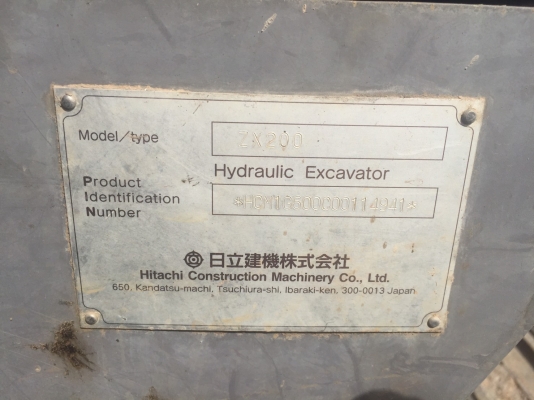 Model/type ZX200
Hydraulic Excavator
Product
Identification
Number
日立建機株式会社
Hitachi Construction Machinery Co., Ltd.
650, Kandatsu-machi, Tsuchiura-shi, Ibaraki-ken, 300-0013 Japan